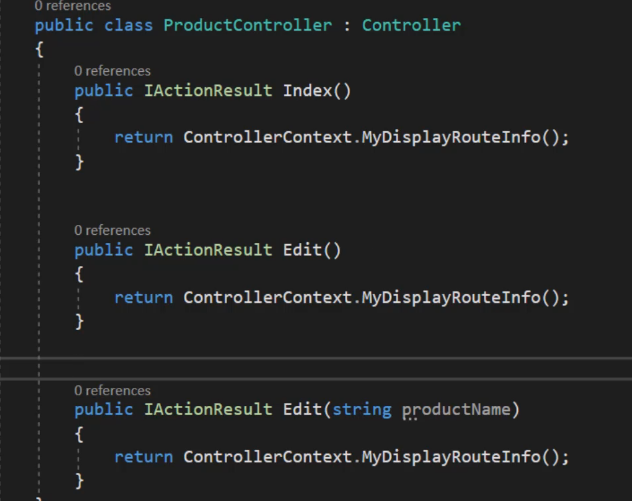 0 references
public class ProductController : Controller
{
0 references
public IActionResult Index()
{
return ControllerContext.MyDisplayRouteInfo();
}
0 references
public IActionResult Edit()
{
return ControllerContext.MyDisplayRouteInfo();
}
0 references
public IActionResult Edit(string productName)
{
return ControllerContext.MyDisplayRouteInfo();
}
}